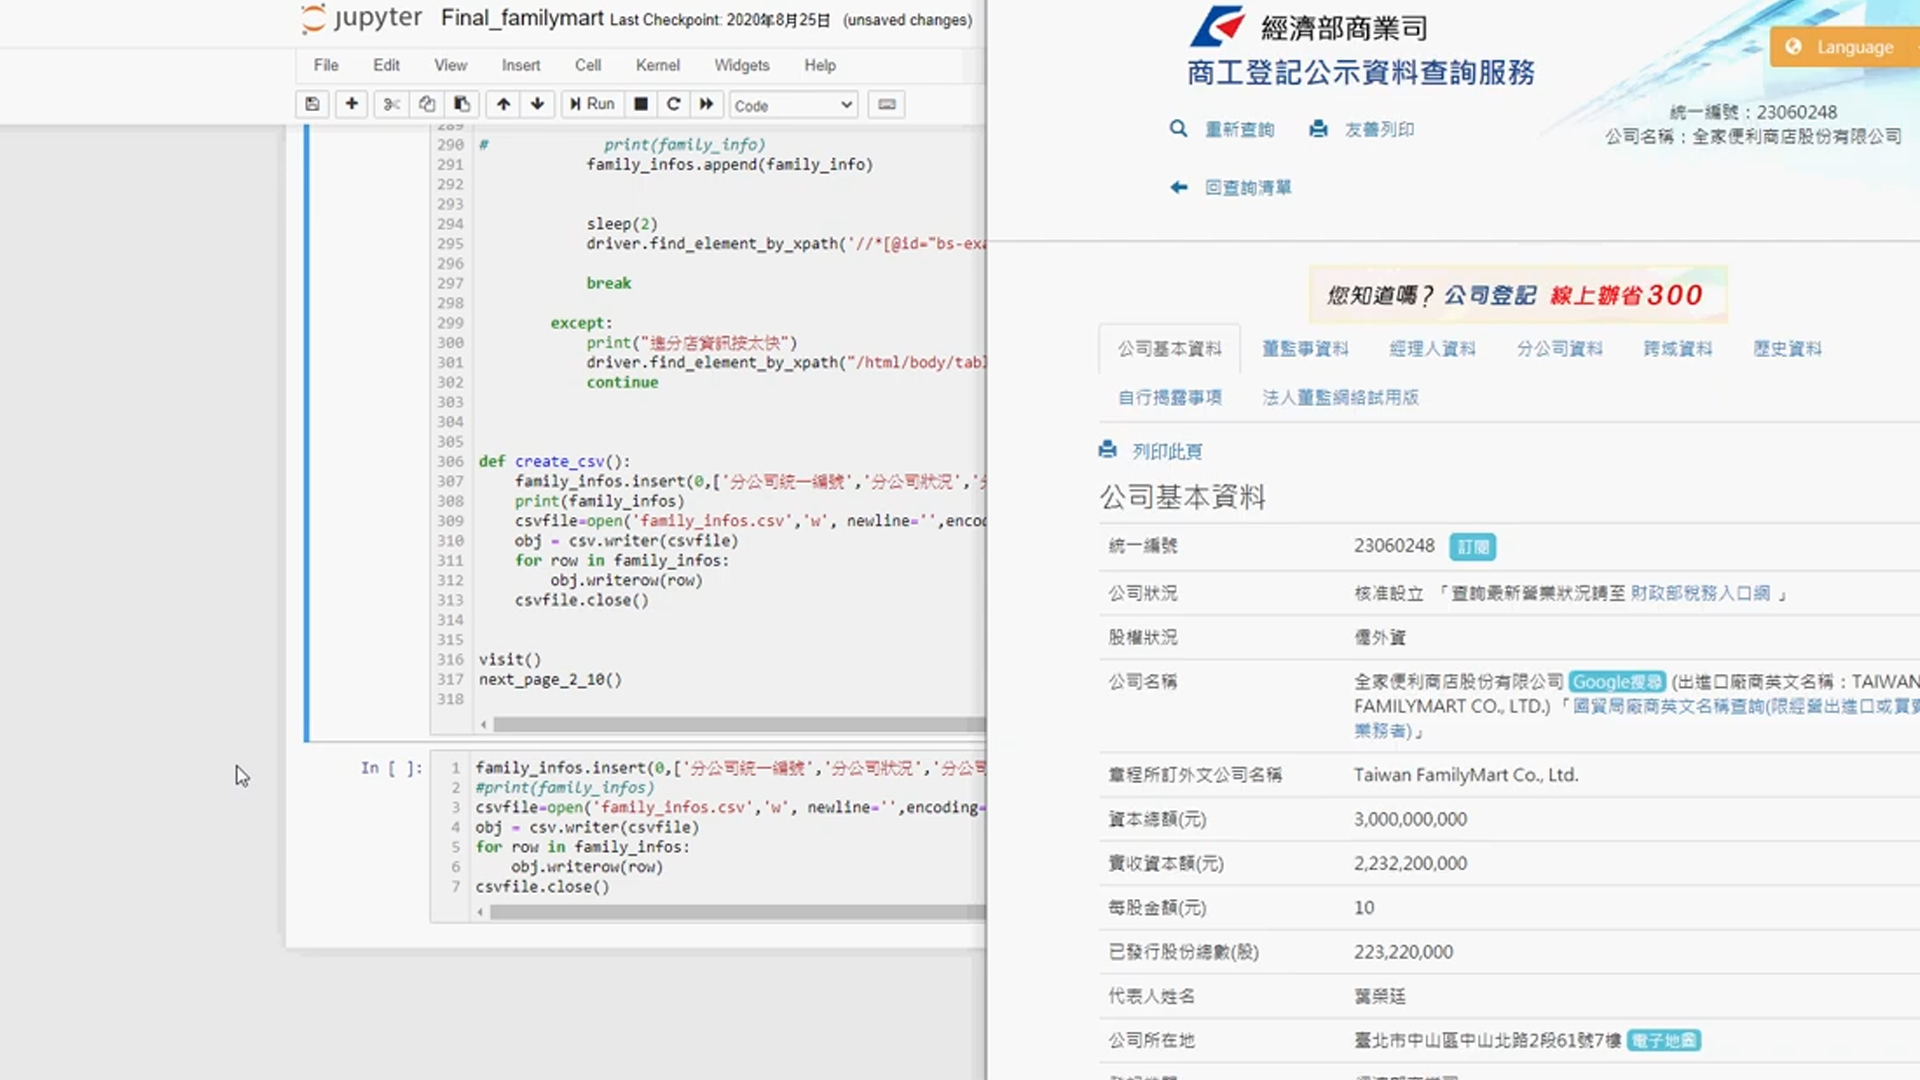 jupyter Final_familymart Last Checkpoint: 2020年8月25日 (unsaved changes)
File Edit View Insert Cell Kernel Widgets Help
Run Code
289
290 # print(family_info)
291 family_infos.append(family_info)
292
293
294 sleep(2)
295 driver.find_element_by_xpath('//*[@id="bs-exa
296
297 break
298
299 except:
300 print("進分店資訊按太快")
301 driver.find_element_by_xpath("/html/body/tabl
302 continue
303
304
305
306 def create_csv():
307 family_infos.insert(0,['分公司統一編號','分公司狀況','分
308 print(family_infos)
309 csvfile=open('family_infos.csv','w', newline='',enco
310 obj = csv.writer(csvfile)
311 for row in family_infos:
312 obj.writerow(row)
313 csvfile.close()
314
315
316 visit()
317 next_page_2_10()
318
In [ ]:
1 family_infos.insert(0,['分公司統一編號','分公司狀況','分公司
2 #print(family_infos)
3 csvfile=open('family_infos.csv','w', newline='',encoding=
4 obj = csv.writer(csvfile)
5 for row in family_infos:
6 obj.writerow(row)
7 csvfile.close()
經濟部商業司
商工登記公示資料查詢服務
Language
統一編號：23060248
公司名稱：全家便利商店股份有限公司
重新查詢 友善列印
回查詢清單
您知道嗎？公司登記 線上辦省300
公司基本資料 董監事資料 經理人資料 分公司資料 跨域資料 歷史資料
自行揭露事項 法人董監網絡試用版
列印此頁
公司基本資料
統一編號 23060248 訂閱
公司狀況 核准設立 「查詢最新營業狀況請至 財政部稅務入口網 」
股權狀況 僑外資
公司名稱 全家便利商店股份有限公司 Google搜尋 (出進口廠商英文名稱：TAIWAN
FAMILYMART CO., LTD.) 「國貿局廠商英文名稱查詢(限經營出進口或買賣
業務者)」
章程所訂外文公司名稱 Taiwan FamilyMart Co., Ltd.
資本總額(元) 3,000,000,000
實收資本額(元) 2,232,200,000
每股金額(元) 10
已發行股份總數(股) 223,220,000
代表人姓名 葉榮廷
公司所在地 臺北市中山區中山北路2段61號7樓 電子地圖